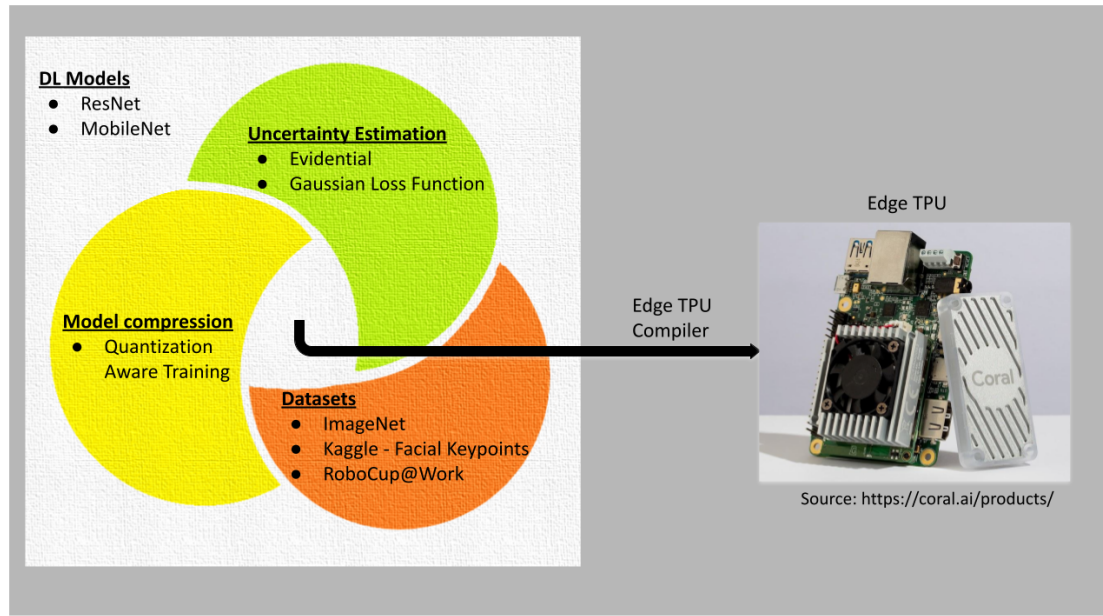 DL Models
● ResNet
● MobileNet
Uncertainty Estimation
● Evidential
● Gaussian Loss Function
Model compression
● Quantization
Aware Training
Datasets
● ImageNet
● Kaggle - Facial Keypoints
● RoboCup@Work
Edge TPU
Compiler
Edge TPU
Coral
Source: https://coral.ai/products/